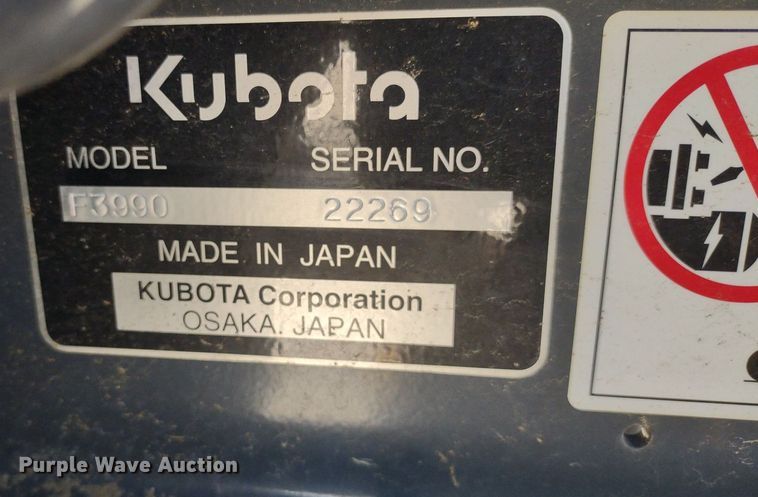 Kubota
MODEL SERIAL NO.
F3990 22269
MADE IN JAPAN
KUBOTA Corporation
OSAKA, JAPAN
Purple Wave Auction